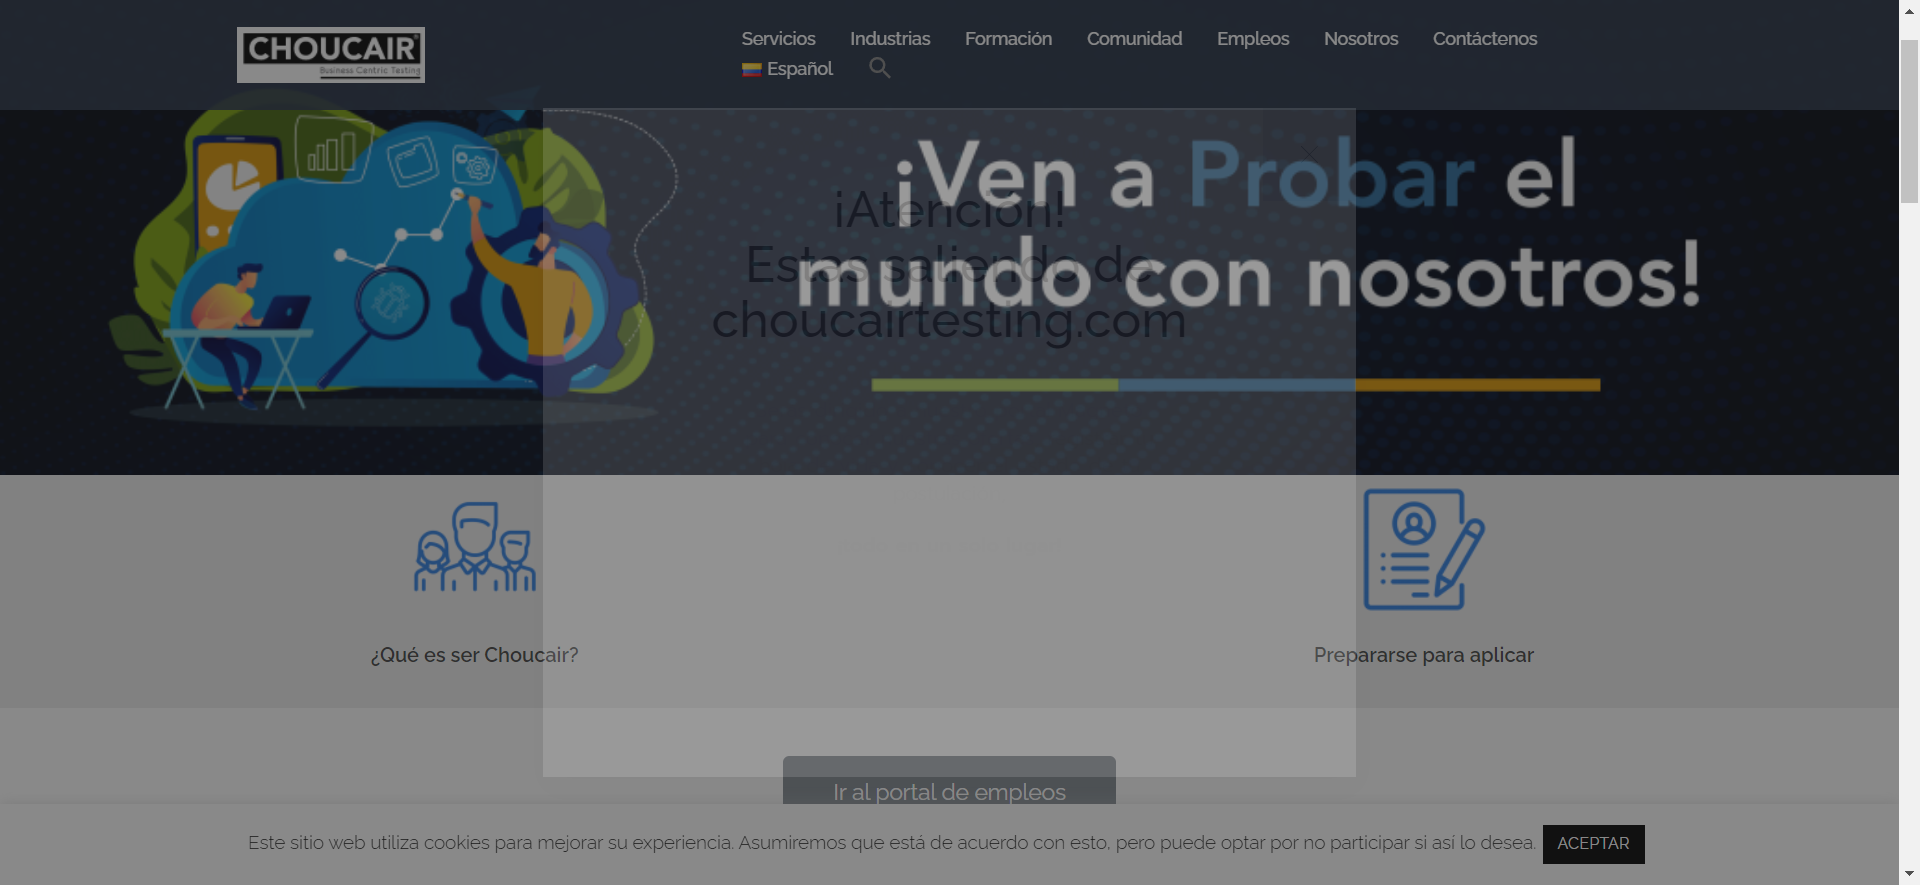 CHOUCAIR
Business Centric Testing
Servicios Industrias Formación Comunidad Empleos Nosotros Contáctenos
Español
¡Ven a Probar el
mundo con nosotros!
¡Atención!
Estas saliendo de
choucairtesting.com
¿Qué es ser Choucair?
Prepararse para aplicar
Ir al portal de empleos
Este sitio web utiliza cookies para mejorar su experiencia. Asumiremos que está de acuerdo con esto, pero puede optar por no participar si así lo desea. ACEPTAR